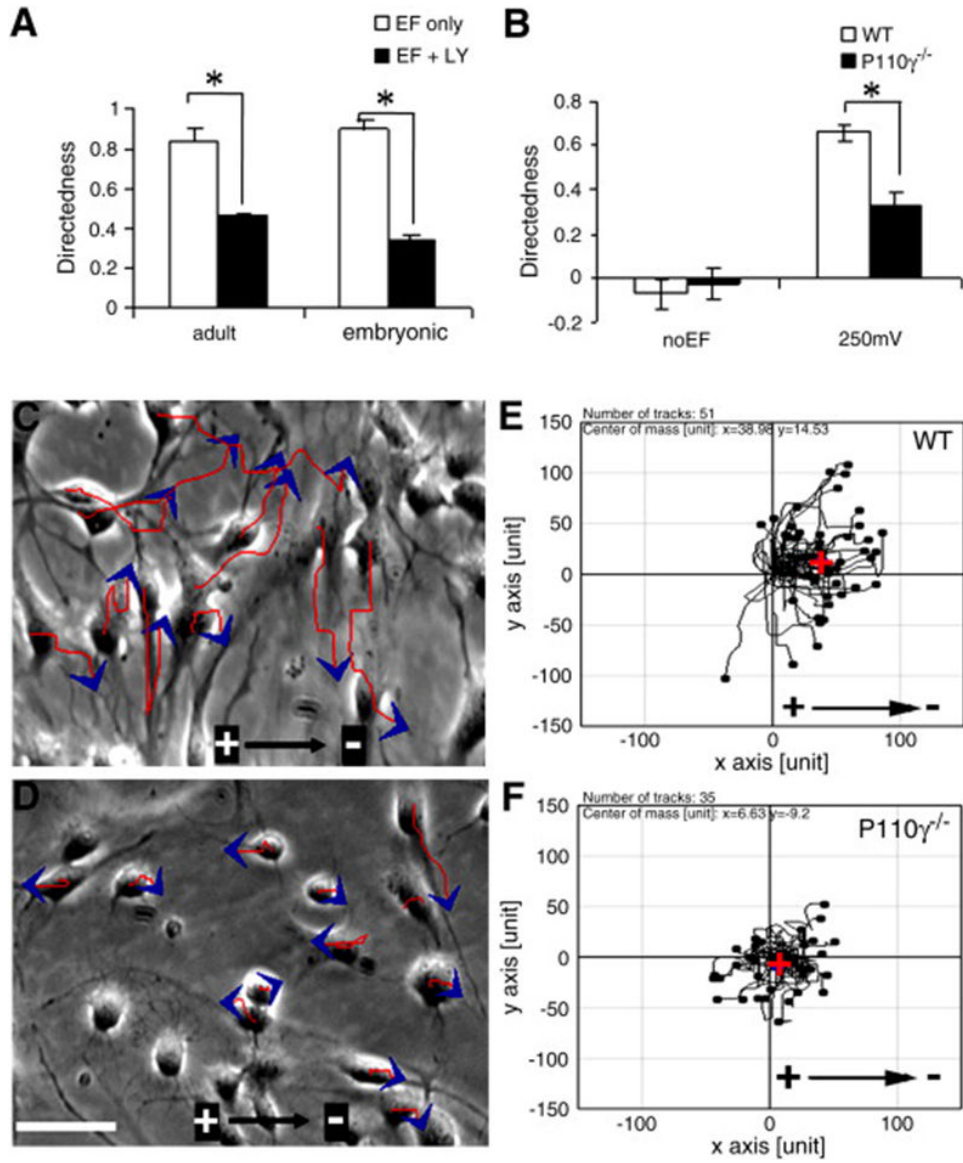 A
EF only
EF + LY
Directedness
1
0.8
0.6
0.4
0.2
0
*
*
adult
embryonic
B
WT
P110γ-/-
Directedness
0.8
0.6
0.4
0.2
0
-0.2
*
noEF
250mV
C
+ -
D
+ -
E
Number of tracks: 51
Center of mass [unit]: x=38.98 y=14.53
WT
y axis [unit]
150
100
50
0
-50
-100
-150
+ -
-100 0 100
x axis [unit]
F
Number of tracks: 35
Center of mass [unit]: x=6.63 y=-9.2
P110γ-/-
y axis [unit]
150
100
50
0
-50
-100
-150
+ -
-100 0 100
x axis [unit]